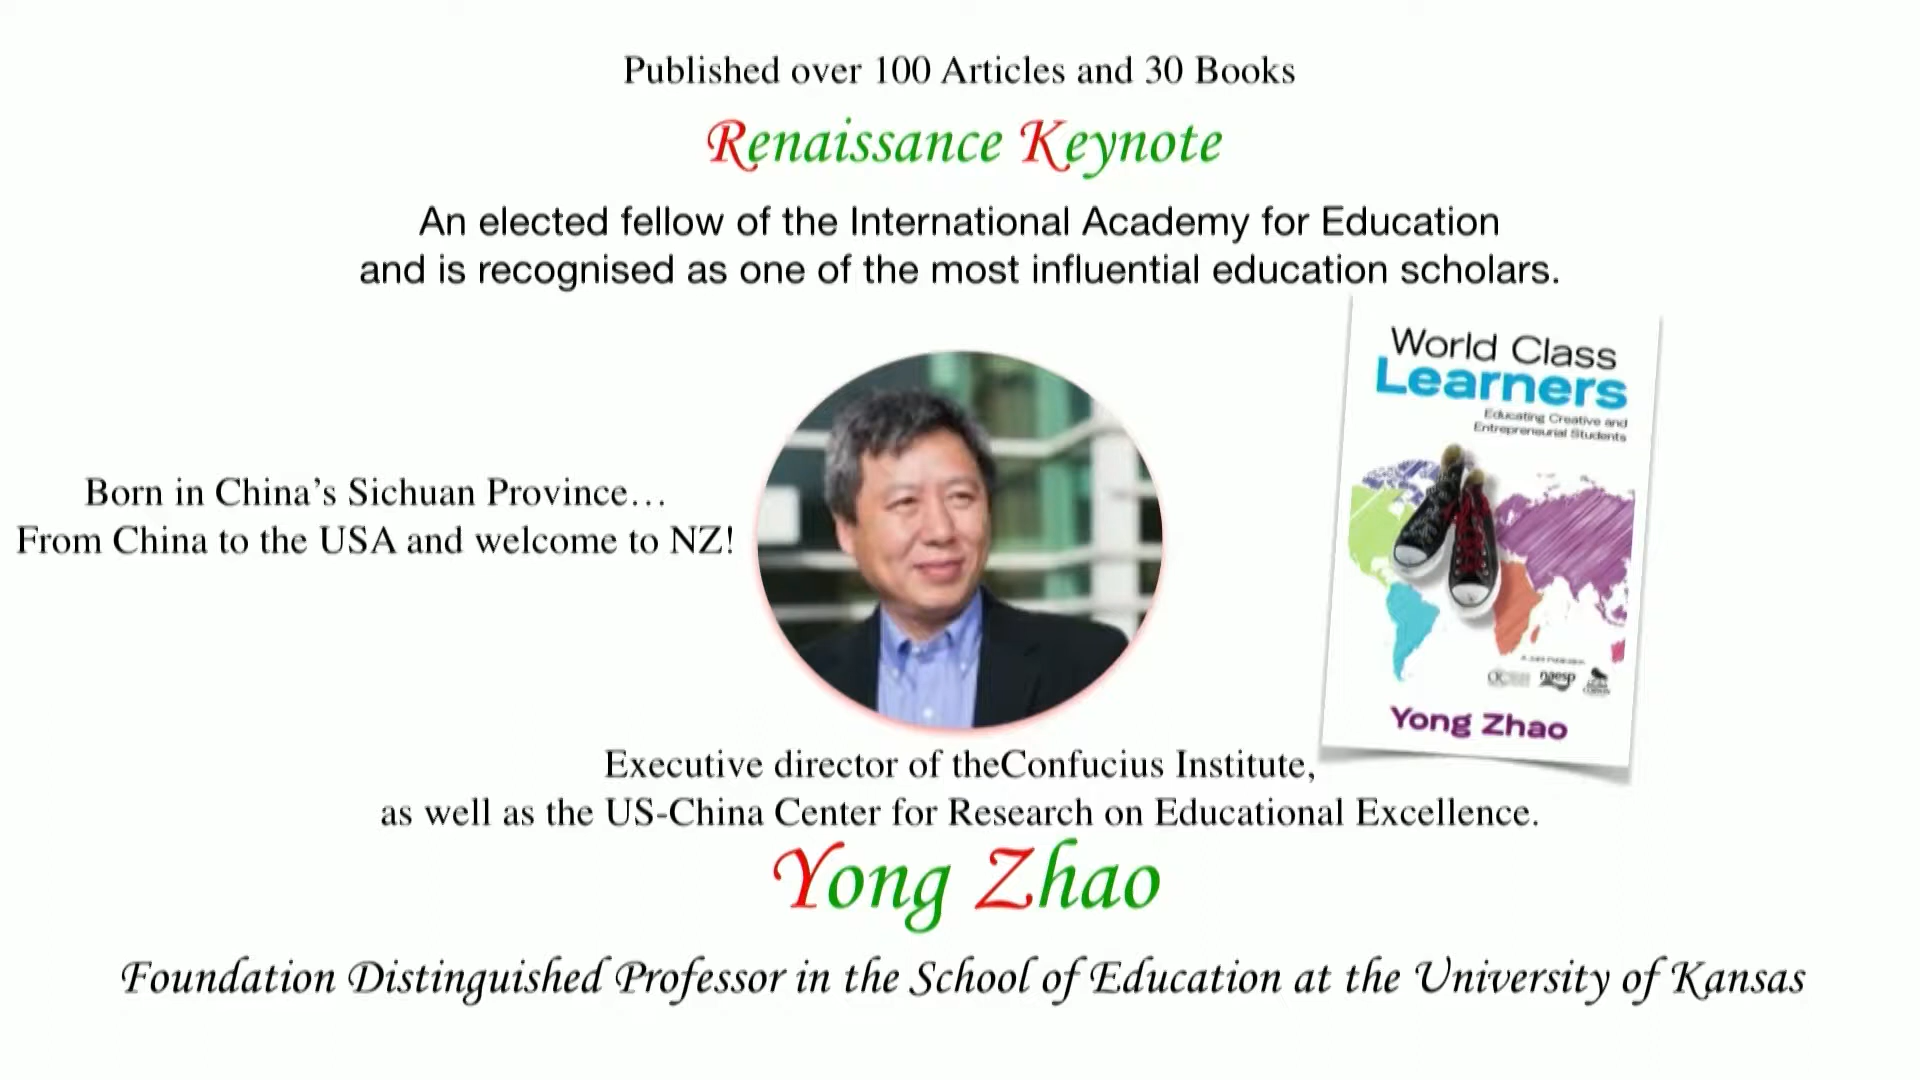 Published over 100 Articles and 30 Books
Renaissance Keynote
An elected fellow of the International Academy for Education
and is recognised as one of the most influential education scholars.
World Class
Learners
Educating Creative and
Entrepreneurial Students
naesp
Yong Zhao
Born in China’s Sichuan Province…
From China to the USA and welcome to NZ!
Executive director of theConfucius Institute,
as well as the US-China Center for Research on Educational Excellence.
Yong Zhao
Foundation Distinguished Professor in the School of Education at the University of Kansas